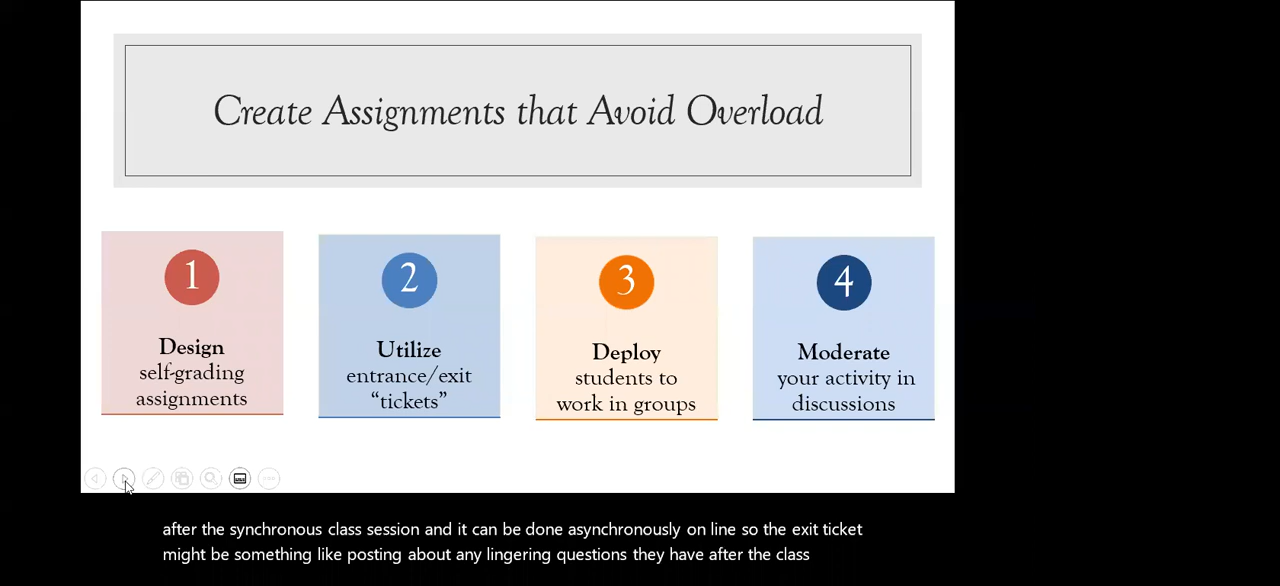 Create Assignments that Avoid Overload
1
Design
self-grading
assignments
2
Utilize
entrance/exit
“tickets”
3
Deploy
students to
work in groups
4
Moderate
your activity in
discussions
after the synchronous class session and it can be done asynchronously on line so the exit ticket
might be something like posting about any lingering questions they have after the class